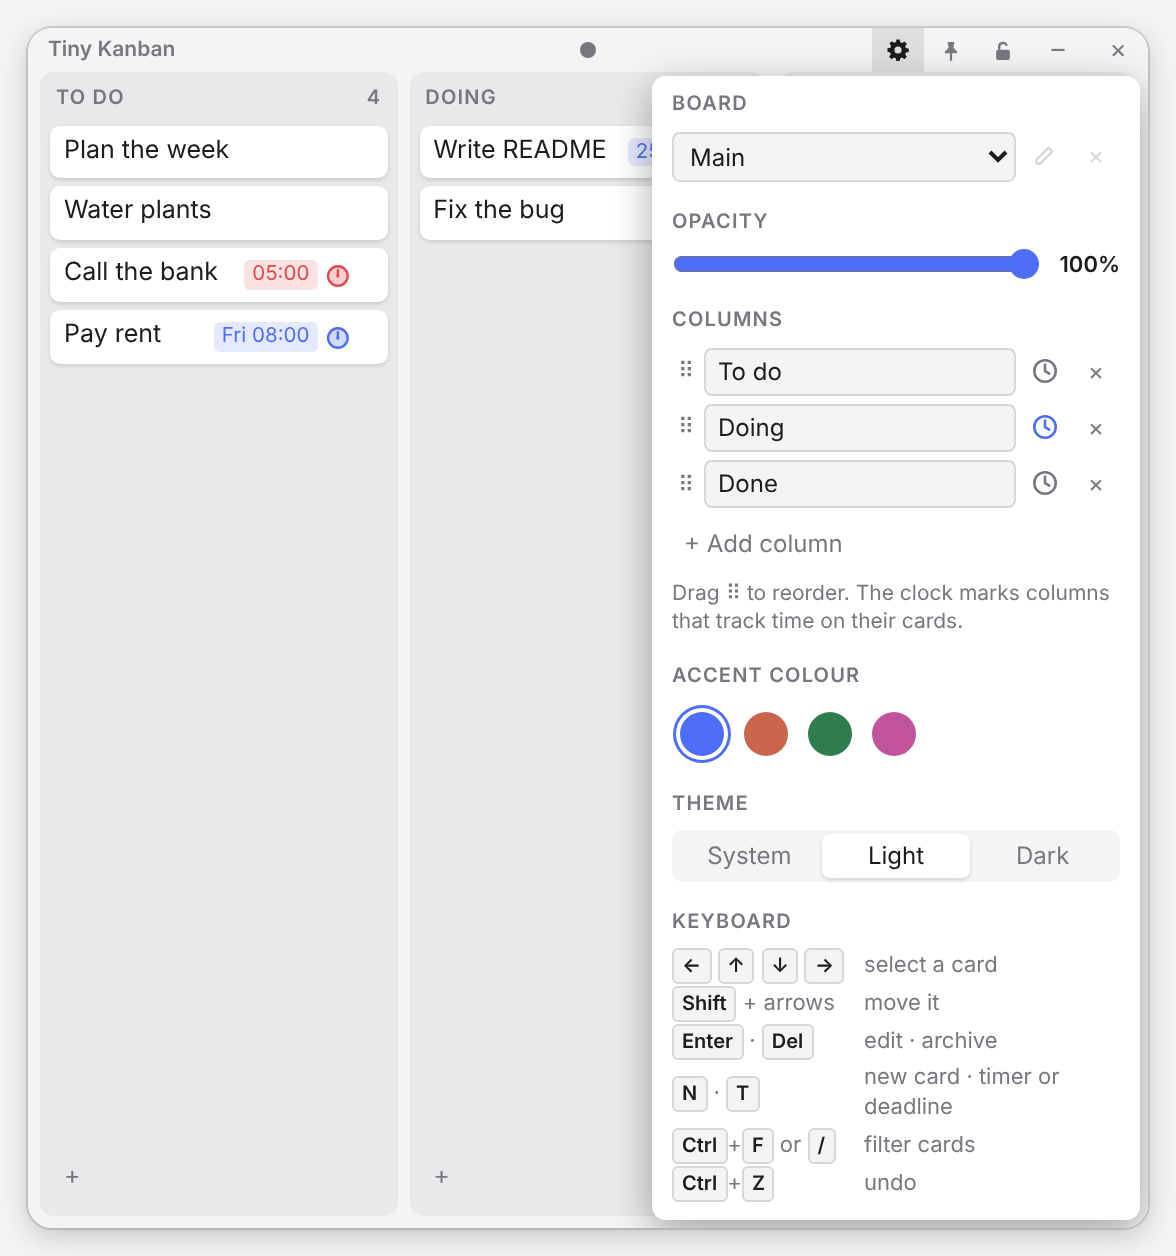 Tiny Kanban
TO DO 4
Plan the week
Water plants
Call the bank 05:00
Pay rent Fri 08:00
+
DOING
Write README
Fix the bug
+
BOARD
Main
OPACITY
100%
COLUMNS
To do
Doing
Done
+ Add column
Drag ⠿ to reorder. The clock marks columns
that track time on their cards.
ACCENT COLOUR
THEME
System Light Dark
KEYBOARD
← ↑ ↓ → select a card
Shift + arrows move it
Enter · Del edit · archive
N · T new card · timer or
deadline
Ctrl + F or / filter cards
Ctrl + Z undo